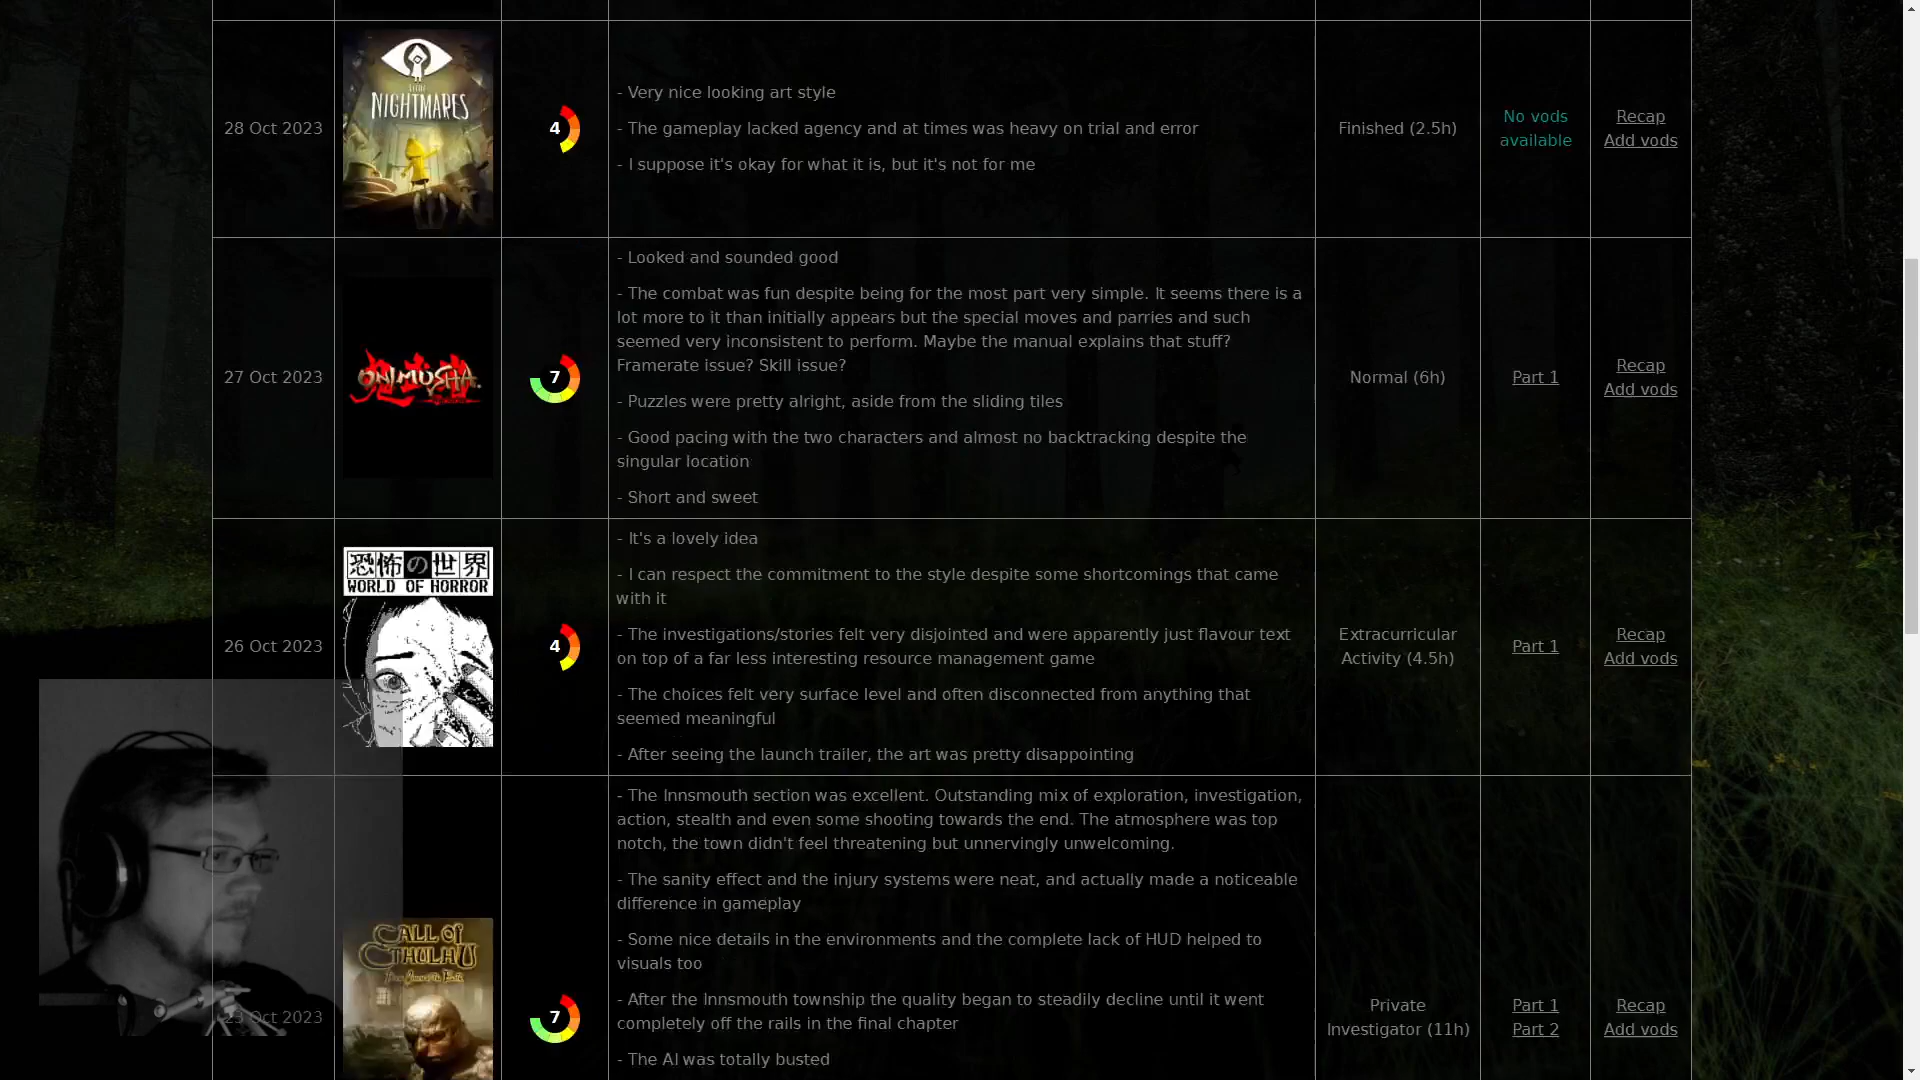 28 Oct 2023
LITTLE
NIGHTMARES
4
- Very nice looking art style
- The gameplay lacked agency and at times was heavy on trial and error
- I suppose it's okay for what it is, but it's not for me
Finished (2.5h)
No vods
available
Recap
Add vods
27 Oct 2023
ONIMUSHA
7
- Looked and sounded good
- The combat was fun despite being for the most part very simple. It seems there is a
lot more to it than initially appears but the special moves and parries and such
seemed very inconsistent to perform. Maybe the manual explains that stuff?
Framerate issue? Skill issue?
- Puzzles were pretty alright, aside from the sliding tiles
- Good pacing with the two characters and almost no backtracking despite the
singular location
- Short and sweet
Normal (6h)
Part 1
Recap
Add vods
26 Oct 2023
恐怖の世界
WORLD OF HORROR
4
- It's a lovely idea
- I can respect the commitment to the style despite some shortcomings that came
with it
- The investigations/stories felt very disjointed and were apparently just flavour text
on top of a far less interesting resource management game
- The choices felt very surface level and often disconnected from anything that
seemed meaningful
- After seeing the launch trailer, the art was pretty disappointing
Extracurricular
Activity (4.5h)
Part 1
Recap
Add vods
23 Oct 2023
CALL OF
CTHULHU
Dark Corners of the Earth
7
- The Innsmouth section was excellent. Outstanding mix of exploration, investigation,
action, stealth and even some shooting towards the end. The atmosphere was top
notch, the town didn't feel threatening but unnervingly unwelcoming.
- The sanity effect and the injury systems were neat, and actually made a noticeable
difference in gameplay
- Some nice details in the environments and the complete lack of HUD helped to
visuals too
- After the Innsmouth township the quality began to steadily decline until it went
completely off the rails in the final chapter
- The AI was totally busted
Private
Investigator (11h)
Part 1
Part 2
Recap
Add vods